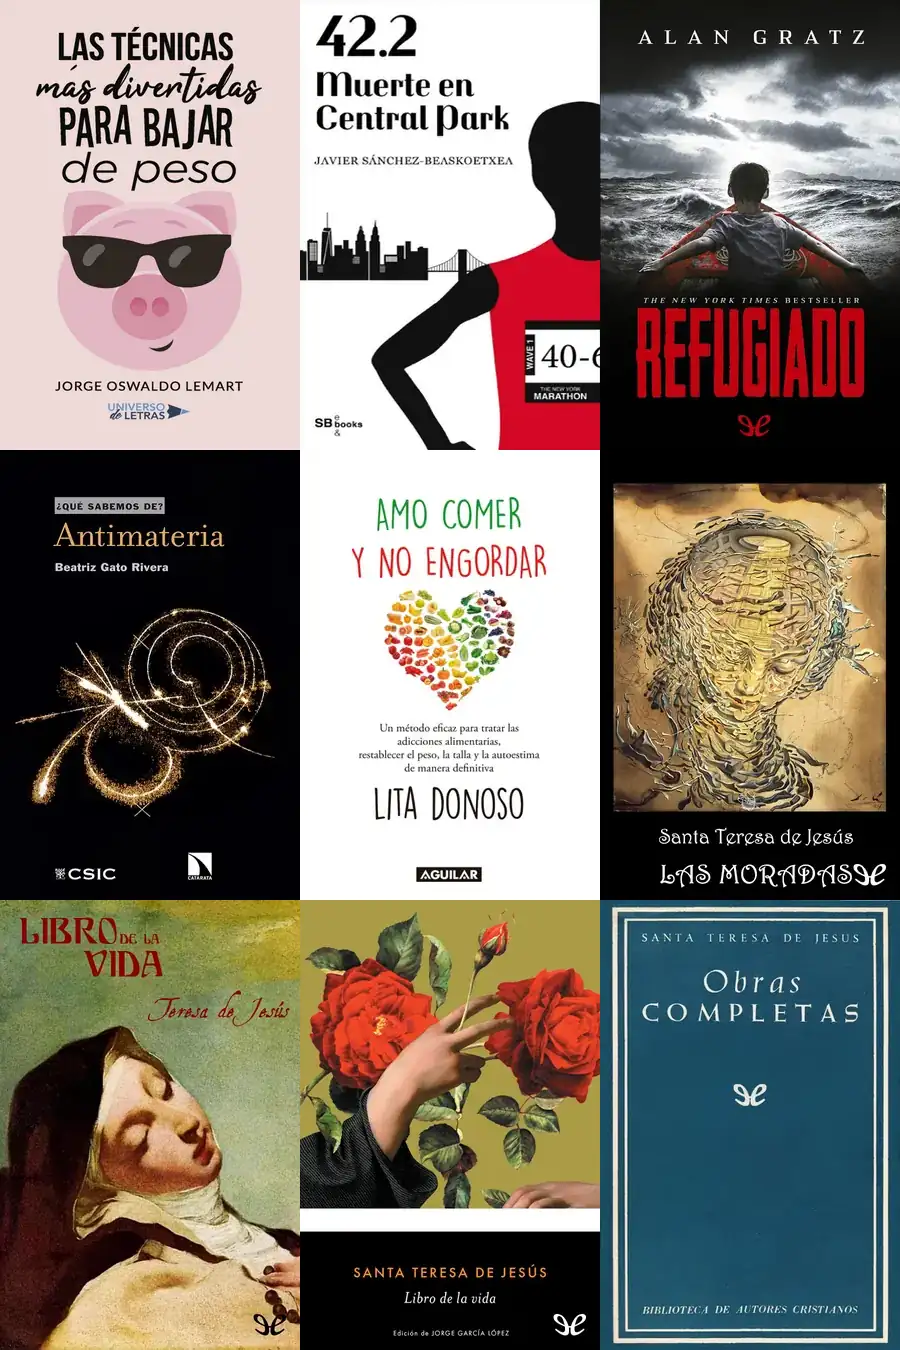 LAS TÉCNICAS
más divertidas
PARA BAJAR
de peso
JORGE OSWALDO LEMART
UNIVERSO
de LETRAS
42.2
Muerte en
Central Park
JAVIER SÁNCHEZ-BEASKOETXEA
WAVE 1
40-6
THE NEW YORK
MARATHON
SB e books &
ALAN GRATZ
THE NEW YORK TIMES BESTSELLER
REFUGIADO
¿QUÉ SABEMOS DE?
Antimateria
Beatriz Gato Rivera
CSIC
CATARATA
AMO COMER
Y NO ENGORDAR
Un método eficaz para tratar las
adicciones alimentarias,
restablecer el peso, la talla y la autoestima
de manera definitiva
LITA DONOSO
AGUILAR
Santa Teresa de Jesús
LAS MORADAS
LIBRO DE LA
VIDA
Teresa de Jesús
SANTA TERESA DE JESÚS
Libro de la vida
Edición de JORGE GARCÍA LÓPEZ
SANTA TERESA DE JESUS
Obras
COMPLETAS
BIBLIOTECA DE AUTORES CRISTIANOS